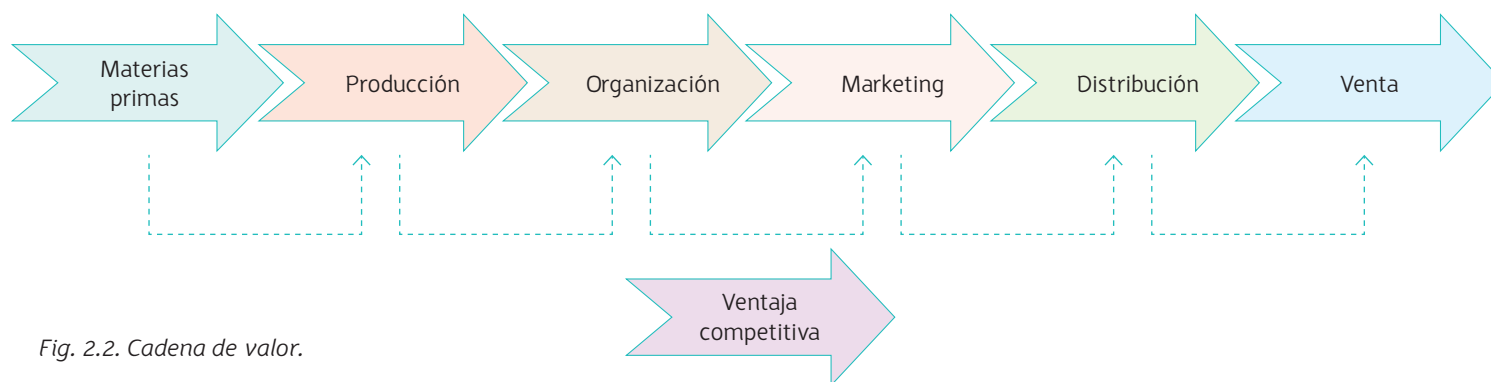 Materias
primas
Producción
Organización
Marketing
Distribución
Venta
Ventaja
competitiva
Fig. 2.2. Cadena de valor.